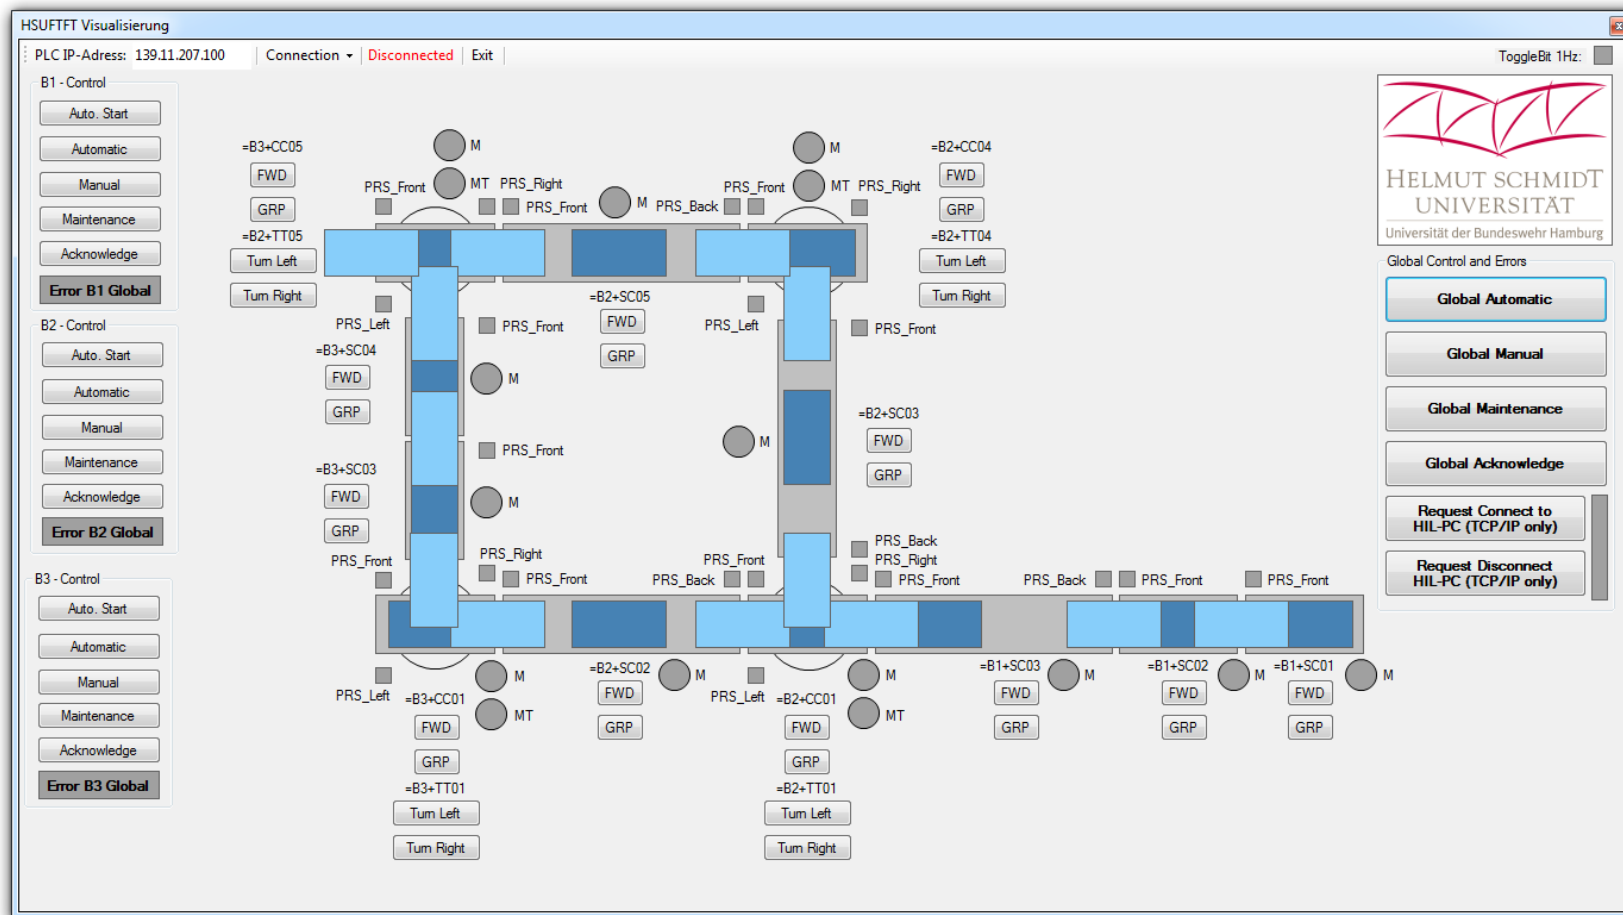 HSUFTFT Visualisierung
PLC IP-Adress: 139.11.207.100 Connection Disconnected Exit ToggleBit 1Hz:
B1 - Control
Auto. Start
Automatic
Manual
Maintenance
Acknowledge
Error B1 Global
B2 - Control
Auto. Start
Automatic
Manual
Maintenance
Acknowledge
Error B2 Global
B3 - Control
Auto. Start
Automatic
Manual
Maintenance
Acknowledge
Error B3 Global
=B3+CC05
FWD
GRP
=B2+TT05
Turn Left
Turn Right
M
MT
PRS_Front
PRS_Right
PRS_Front
M
PRS_Back
PRS_Front
M
MT
PRS_Right
=B2+CC04
FWD
GRP
=B2+TT04
Turn Left
Turn Right
PRS_Left
PRS_Front
=B2+SC05
FWD
GRP
PRS_Left
PRS_Front
=B3+SC04
FWD
GRP
M
=B2+SC03
FWD
GRP
M
PRS_Front
=B3+SC03
FWD
GRP
M
PRS_Front
PRS_Right
PRS_Front
PRS_Back
PRS_Front
PRS_Back
PRS_Right
PRS_Front
PRS_Back
PRS_Front
PRS_Front
PRS_Left
=B3+CC01
FWD
GRP
M
MT
=B3+TT01
Turn Left
Turn Right
=B2+SC02
FWD
GRP
M
PRS_Left
=B2+CC01
FWD
GRP
M
MT
=B2+TT01
Turn Left
Turn Right
=B1+SC03
FWD
GRP
M
=B1+SC02
FWD
GRP
M
=B1+SC01
FWD
GRP
M
HELMUT SCHMIDT
UNIVERSITÄT
Universität der Bundeswehr Hamburg
Global Control and Errors
Global Automatic
Global Manual
Global Maintenance
Global Acknowledge
Request Connect to
HIL-PC (TCP/IP only)
Request Disconnect
HIL-PC (TCP/IP only)